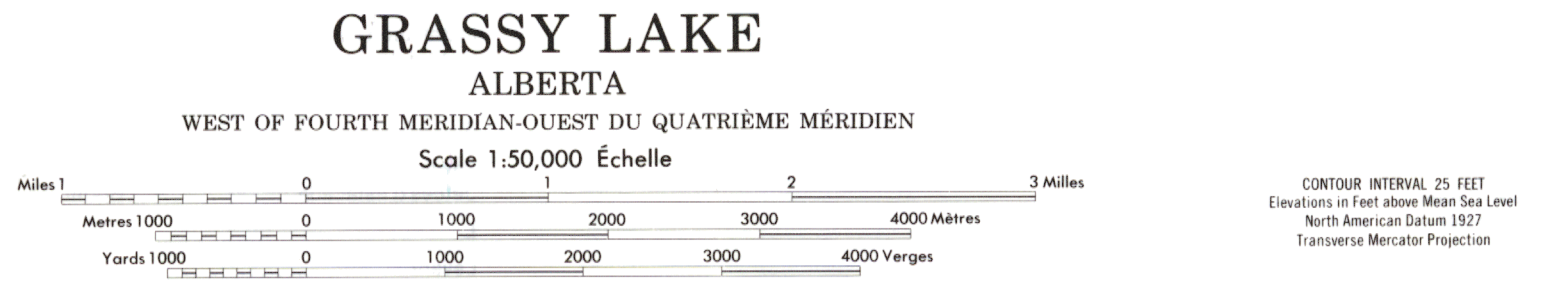 GRASSY LAKE
ALBERTA
WEST OF FOURTH MERIDIAN-OUEST DU QUATRIÈME MÉRIDIEN
Scale 1:50,000 Échelle
Miles 1 0 1 2 3 Milles
Metres 1000 0 1000 2000 3000 4000 Mètres
Yards 1000 0 1000 2000 3000 4000 Verges
CONTOUR INTERVAL 25 FEET
Elevations in Feet above Mean Sea Level
North American Datum 1927
Transverse Mercator Projection